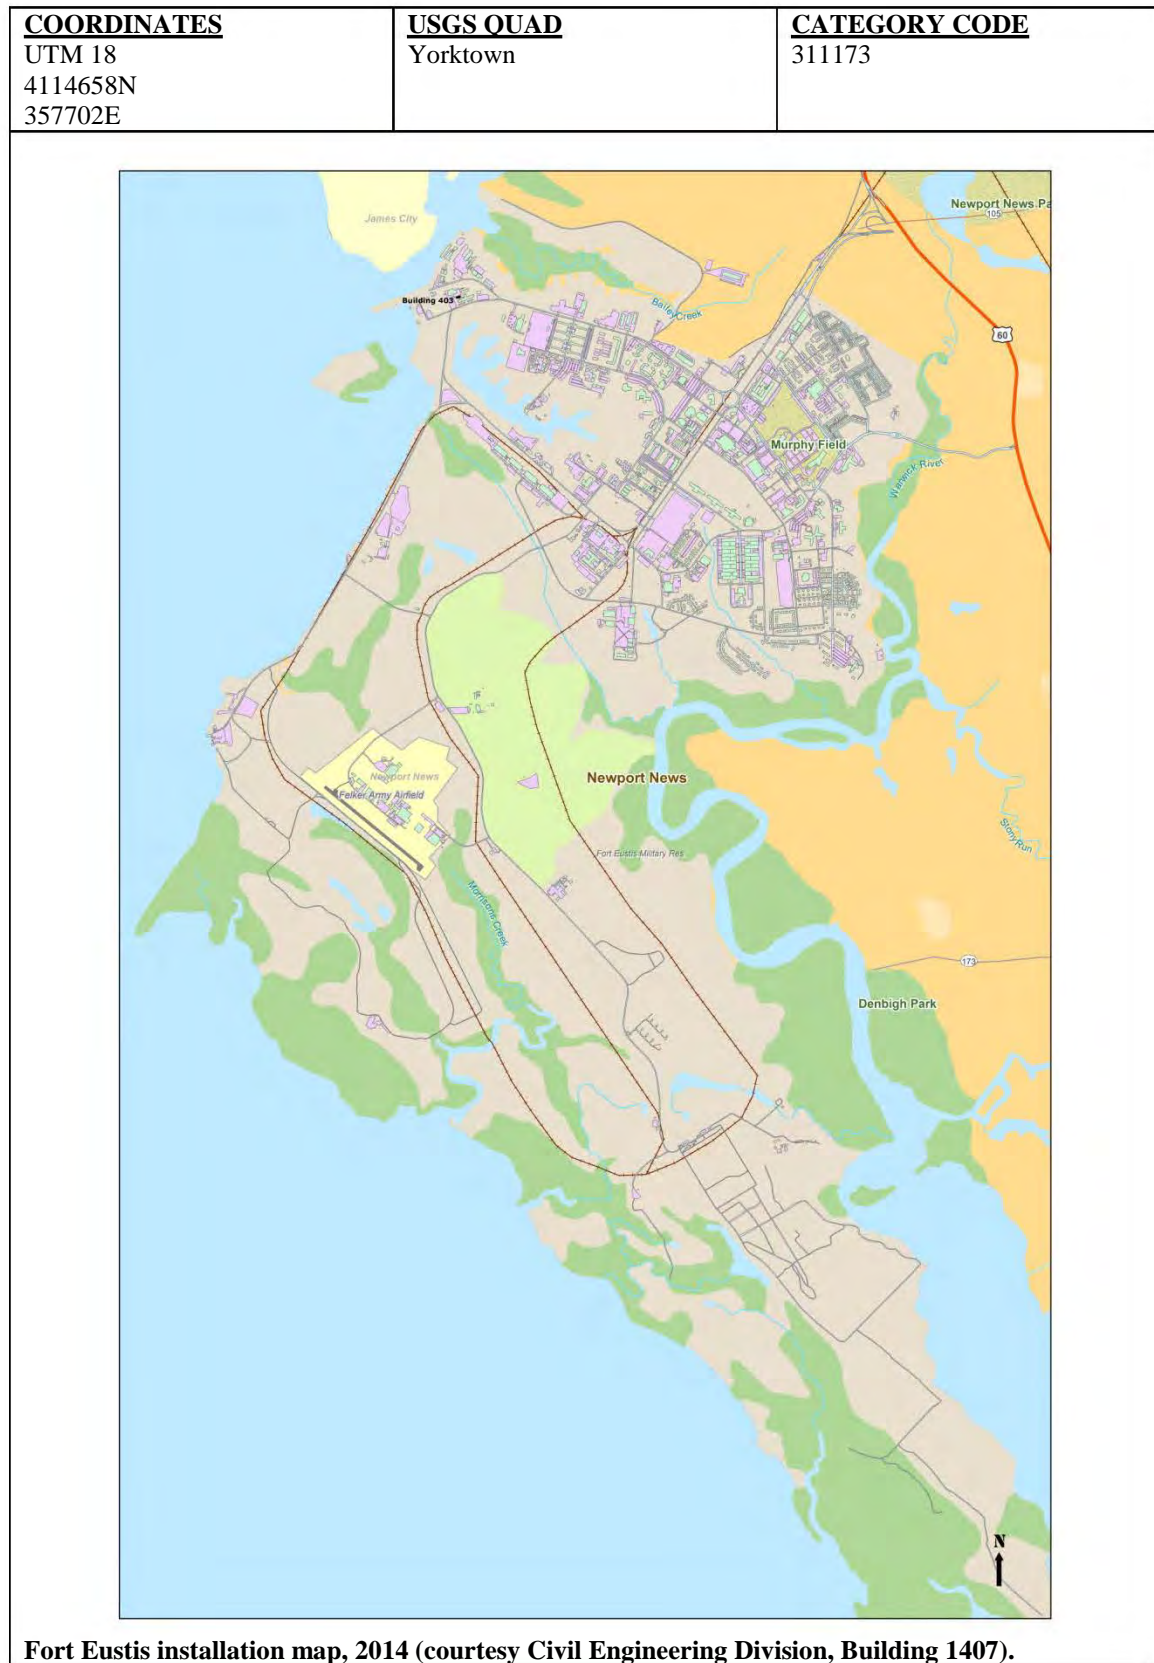 COORDINATES
UTM 18
4114658N
357702E
USGS QUAD
Yorktown
CATEGORY CODE
311173
James City
Newport News Pa
105
Building 403
Bailey Creek
60
Murphy Field
Warwick River
Newport News
Felker Army Airfield
Newport News
Stony Run
Fort Eustis Military Res
Morrisons Creek
173
Denbigh Park
N
Fort Eustis installation map, 2014 (courtesy Civil Engineering Division, Building 1407).